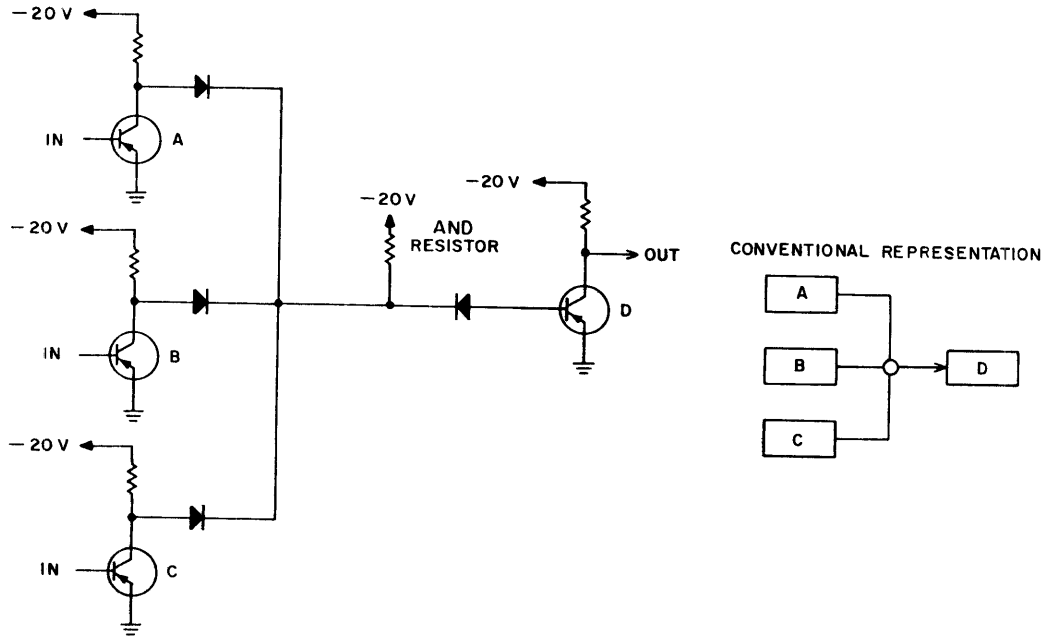 −20 V
IN
A
−20 V
IN
B
−20 V
IN
C
−20 V
AND
RESISTOR
−20 V
OUT
D
CONVENTIONAL REPRESENTATION
A
B
C
D